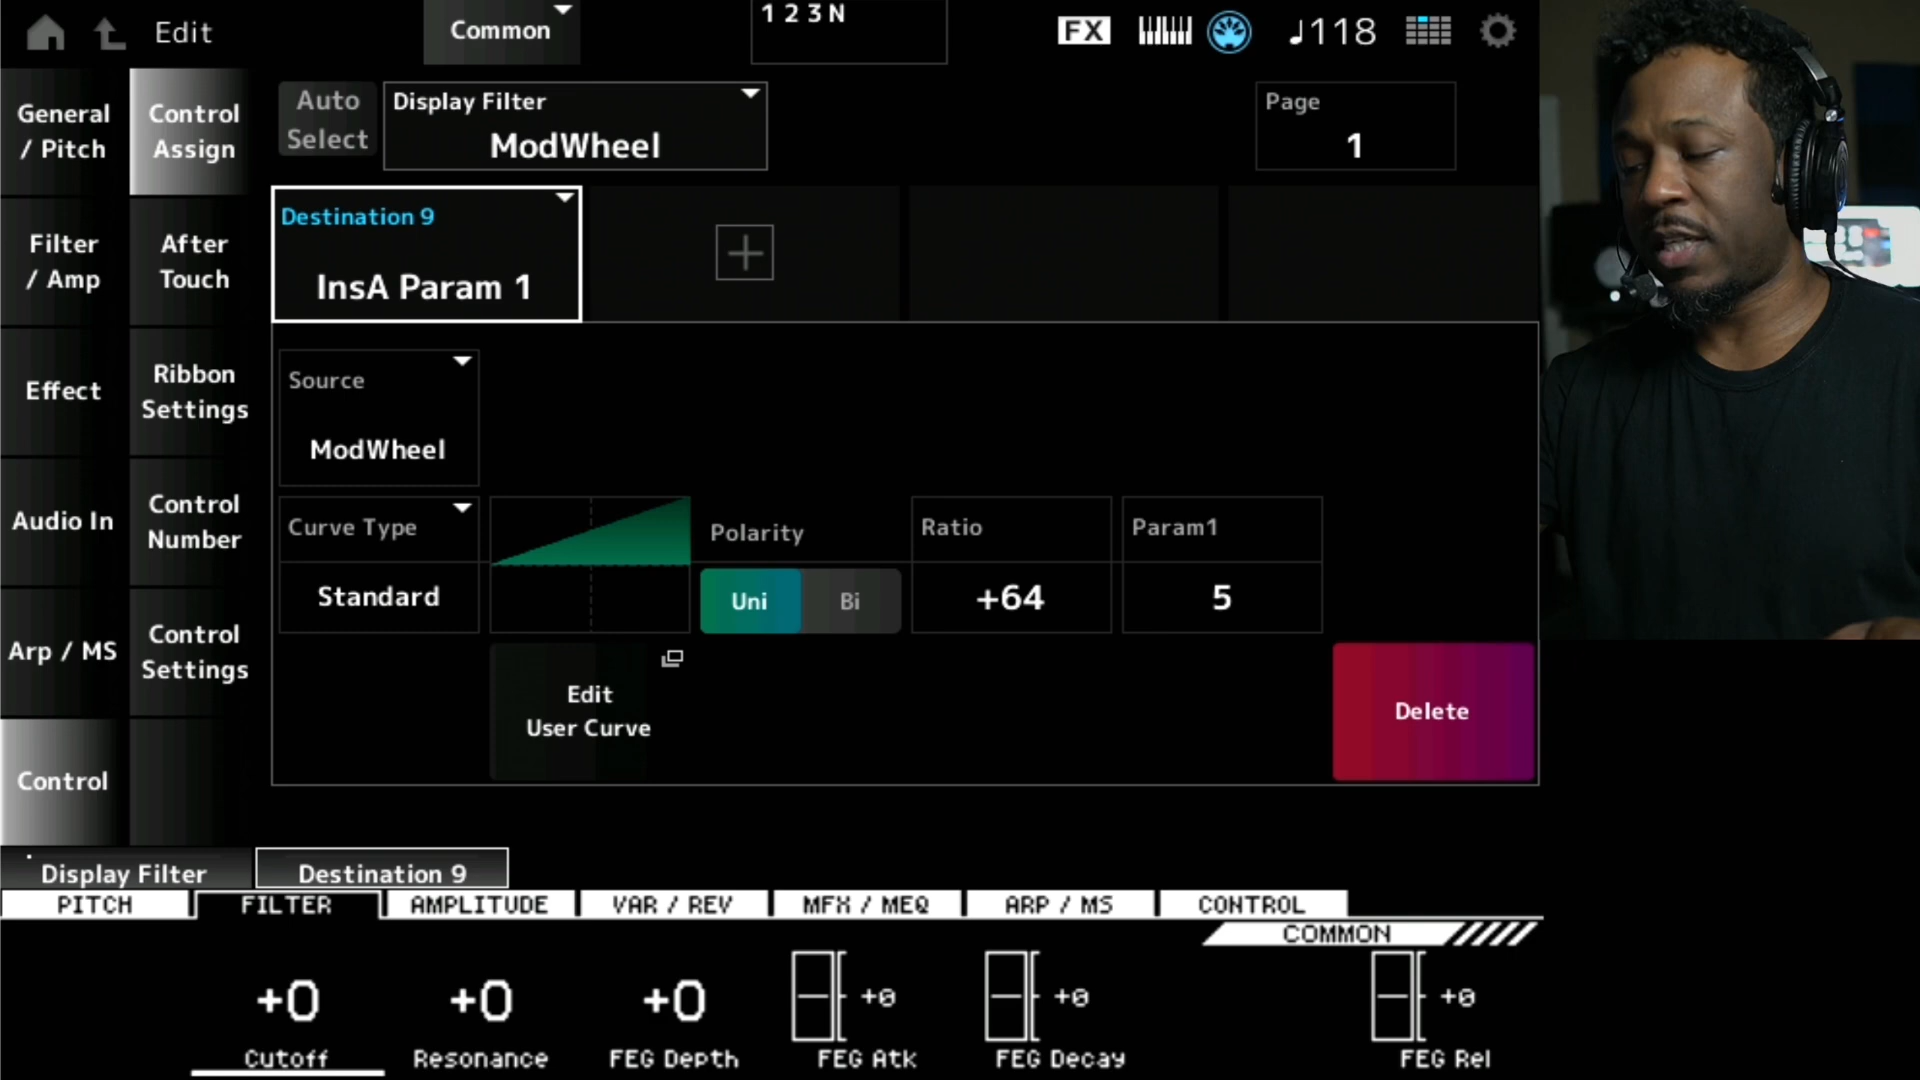 Edit
Common
1 2 3 N
FX
♩118
General / Pitch
Control Assign
Auto Select
Display Filter
ModWheel
Page
1
Filter / Amp
After Touch
Destination 9
InsA Param 1
Effect
Ribbon Settings
Source
ModWheel
Audio In
Control Number
Curve Type
Standard
Polarity
Uni
Bi
Ratio
+64
Param1
5
Arp / MS
Control Settings
Edit User Curve
Delete
Control
Display Filter
Destination 9
PITCH
FILTER
AMPLITUDE
VAR / REV
MFX / MEQ
ARP / MS
CONTROL
COMMON
+0
+0
+0
+0
+0
+0
Cutoff
Resonance
FEG Depth
FEG Atk
FEG Decay
FEG Rel